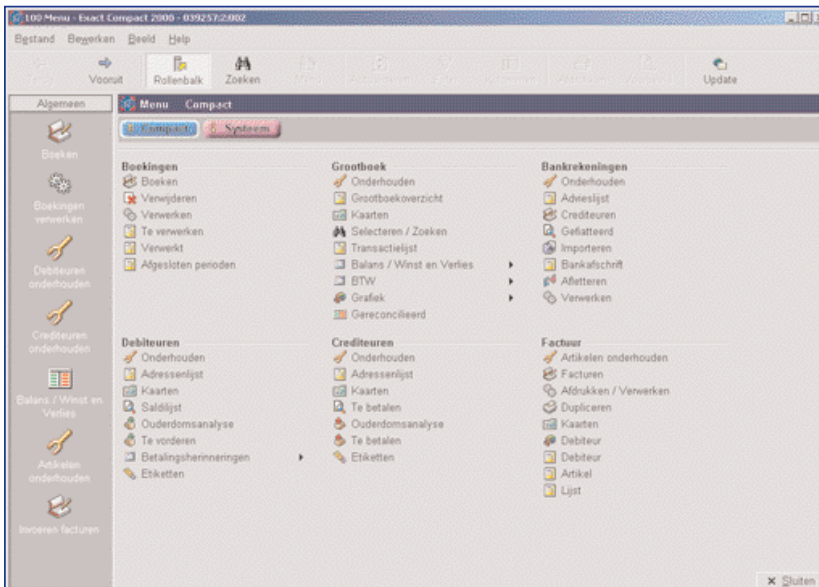 100 Menu - Exact Compact 2000 - 039257:2:002
Bestand Bewerken Beeld Help
Terug Vooruit Rollenbalk Zoeken Menu Update
Algemeen
Menu Compact
Compact Systeem
Boeken
Boekingen verwerken
Debiteuren onderhouden
Crediteuren onderhouden
Balans / Winst en Verlies
Artikelen onderhouden
Invoeren facturen
Boekingen
Boeken
Verwijderen
Verwerken
Te verwerken
Verwerkt
Afgesloten perioden
Grootboek
Onderhouden
Grootboekoverzicht
Kaarten
Selecteren / Zoeken
Transactielijst
Balans / Winst en Verlies
BTW
Grafiek
Gereconcilieerd
Bankrekeningen
Onderhouden
Advieslijst
Crediteuren
Gefiatteerd
Importeren
Bankafschrift
Afletteren
Verwerken
Debiteuren
Onderhouden
Adressenlijst
Kaarten
Saldilijst
Ouderdomsanalyse
Te vorderen
Betalingsherinneringen
Etiketten
Crediteuren
Onderhouden
Adressenlijst
Kaarten
Te betalen
Ouderdomsanalyse
Te betalen
Etiketten
Factuur
Artikelen onderhouden
Facturen
Afdrukken / Verwerken
Dupliceren
Kaarten
Debiteur
Debiteur
Artikel
Lijst
Sluiten